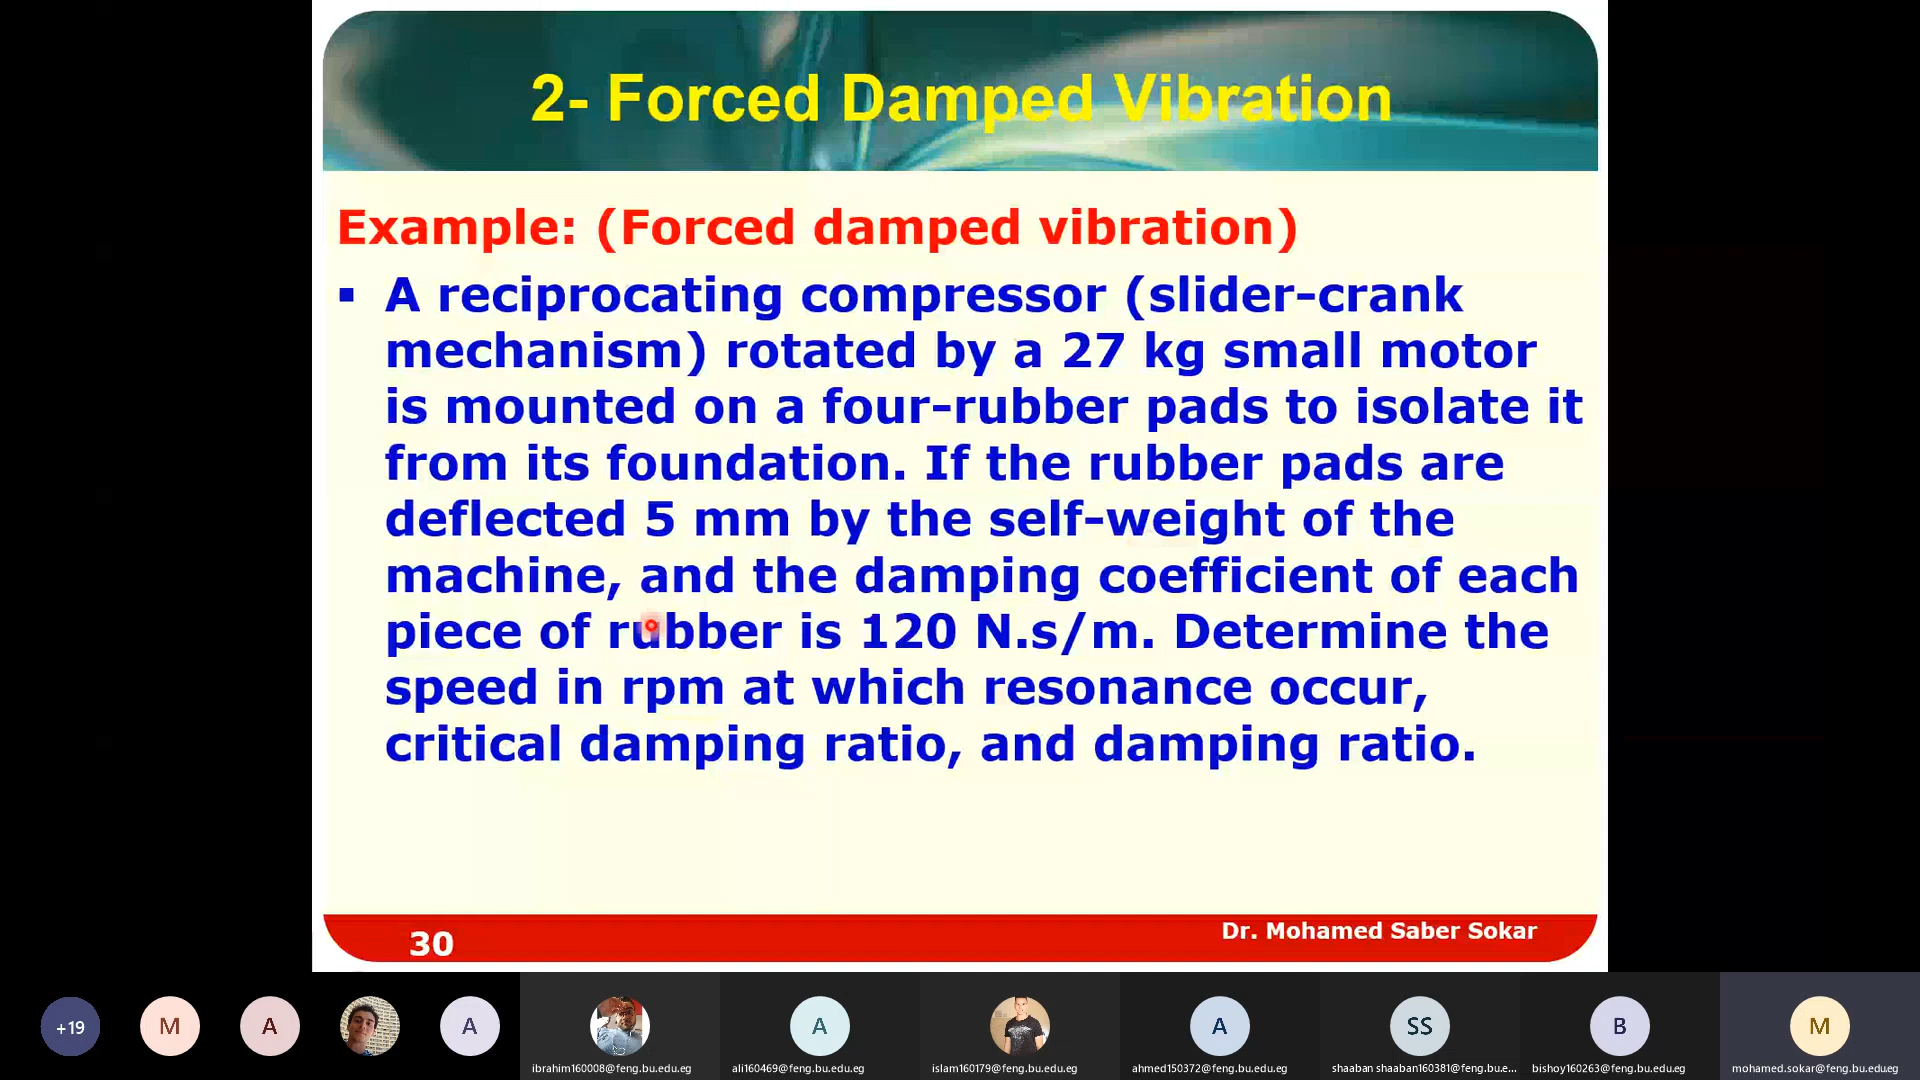 2- Forced Damped Vibration
Example: (Forced damped vibration)
▪ A reciprocating compressor (slider-crank
mechanism) rotated by a 27 kg small motor
is mounted on a four-rubber pads to isolate it
from its foundation. If the rubber pads are
deflected 5 mm by the self-weight of the
machine, and the damping coefficient of each
piece of rubber is 120 N.s/m. Determine the
speed in rpm at which resonance occur,
critical damping ratio, and damping ratio.
30
Dr. Mohamed Saber Sokar
+19
M
A
A
A
A
SS
B
M
ibrahim160008@feng.bu.edu.eg
ali160469@feng.bu.edu.eg
islam160179@feng.bu.edu.eg
ahmed150372@feng.bu.edu.eg
shaaban shaaban160381@feng.bu.e...
bishoy160263@feng.bu.edu.eg
mohamed.sokar@feng.bu.edu.eg